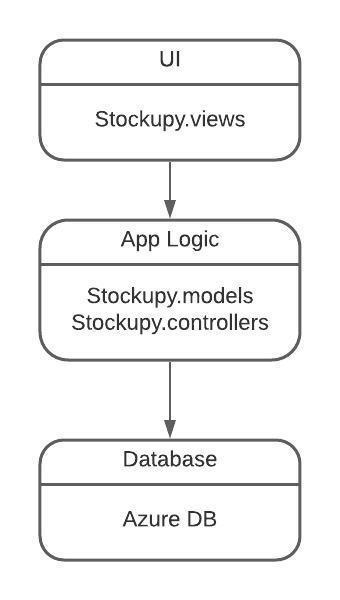 UI
Stockupy.views
App Logic
Stockupy.models
Stockupy.controllers
Database
Azure DB